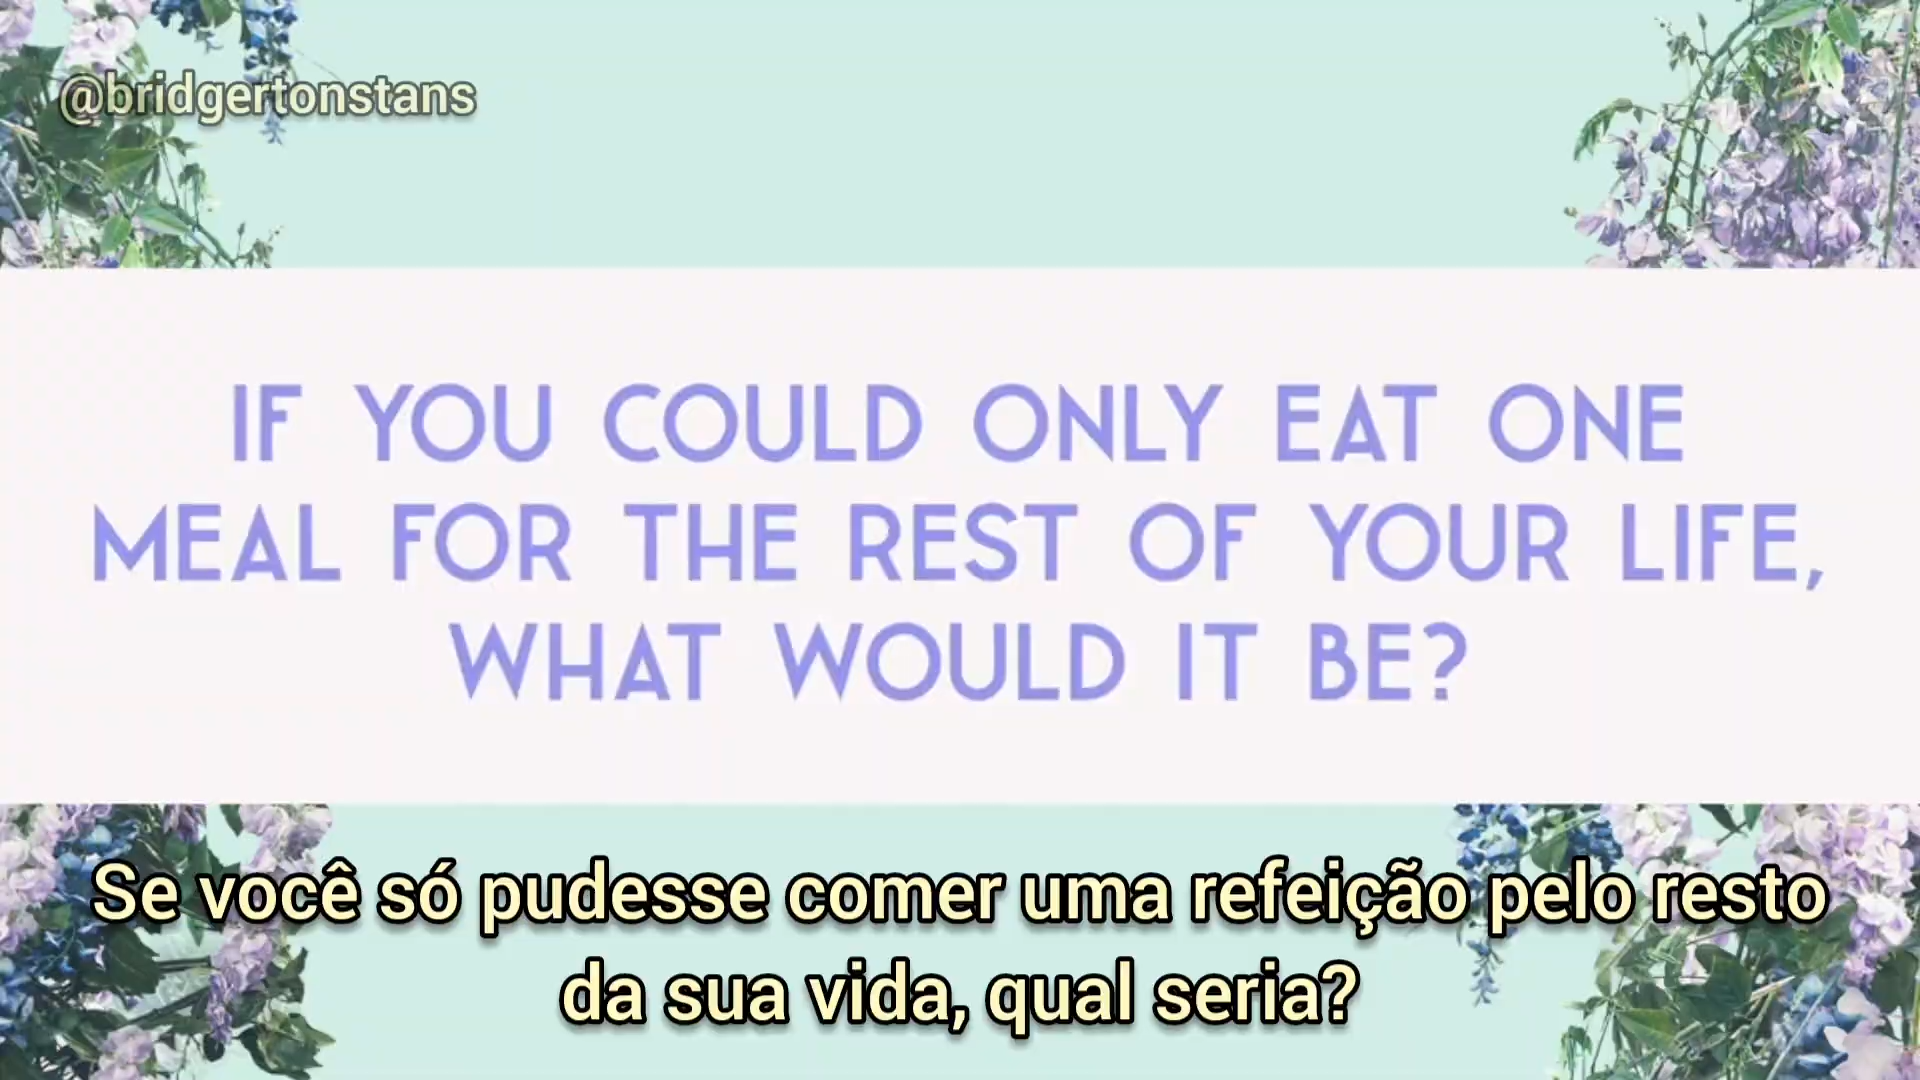 @bridgertonstans
IF YOU COULD ONLY EAT ONE
MEAL FOR THE REST OF YOUR LIFE,
WHAT WOULD IT BE?
Se você só pudesse comer uma refeição pelo resto
da sua vida, qual seria?